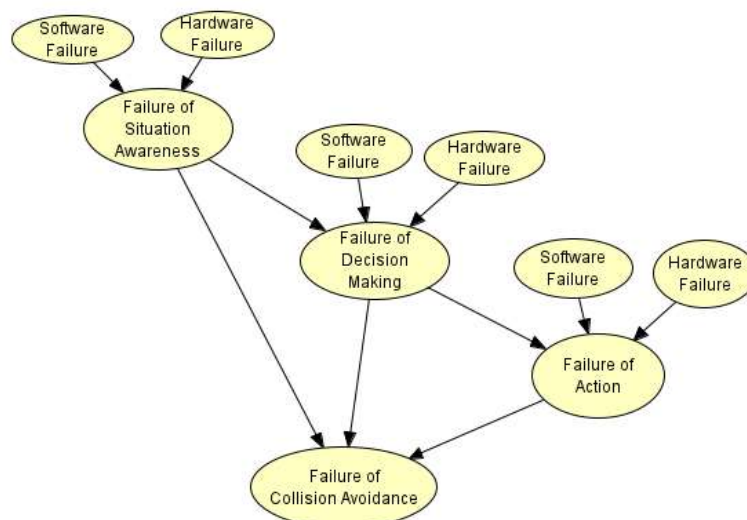 Software
Failure
Hardware
Failure
Failure of
Situation
Awareness
Software
Failure
Hardware
Failure
Failure of
Decision
Making
Software
Failure
Hardware
Failure
Failure of
Action
Failure of
Collision Avoidance